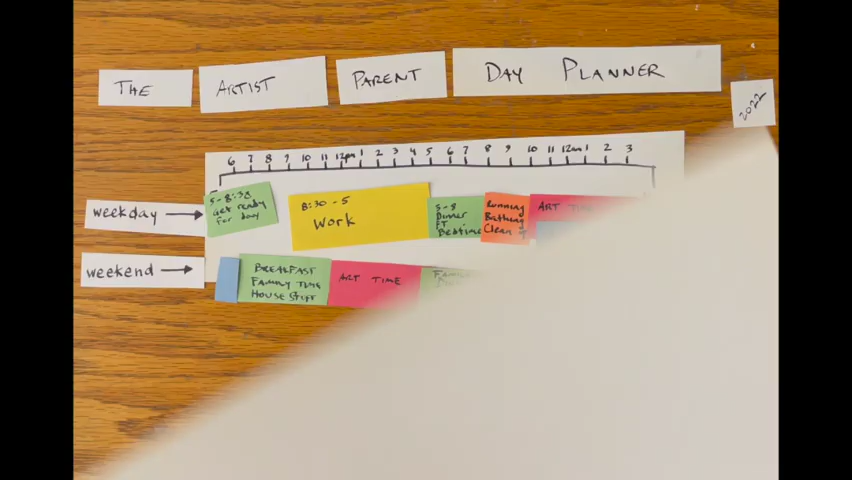 THE ARTIST PARENT DAY PLANNER
2022
6 7 8 9 10 11 12pm 1 2 3 4 5 6 7 8 9 10 11 12am 1 2 3
weekday
5-8:30
Get ready
for day
8:30-5
Work
5-8
Dinner
FT
Bedtime
Running
Bathing
Clean
ART
weekend
BREAKFAST
FAMILY TIME
HOUSE STUFF
ART TIME